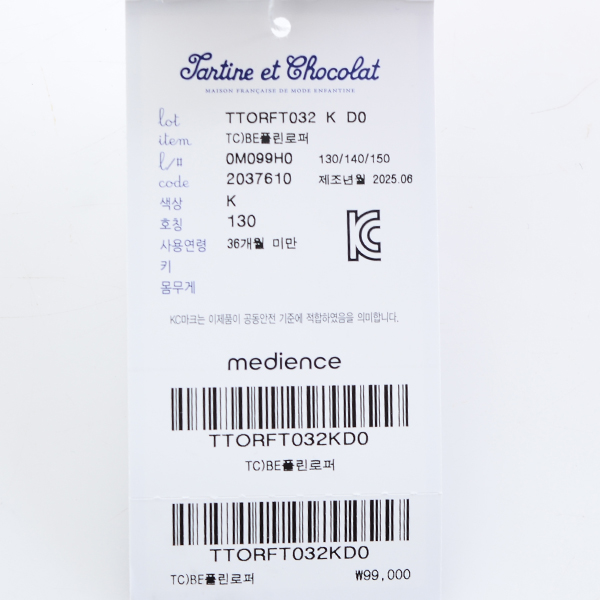 Tartine et Chocolat
MAISON FRANÇAISE DE MODE ENFANTINE
lot TTORFT032 K D0
item TC)BE플린로퍼
l/# 0M099H0 130/140/150
code 2037610 제조년월 2025.06
색상 K
호칭 130
사용연령 36개월 미만
키
몸무게
KC
KC마크는 이제품이 공통안전 기준에 적합하였음을 의미합니다.
medience
TTORFT032KD0
TC)BE플린로퍼
TTORFT032KD0
TC)BE플린로퍼 ₩99,000